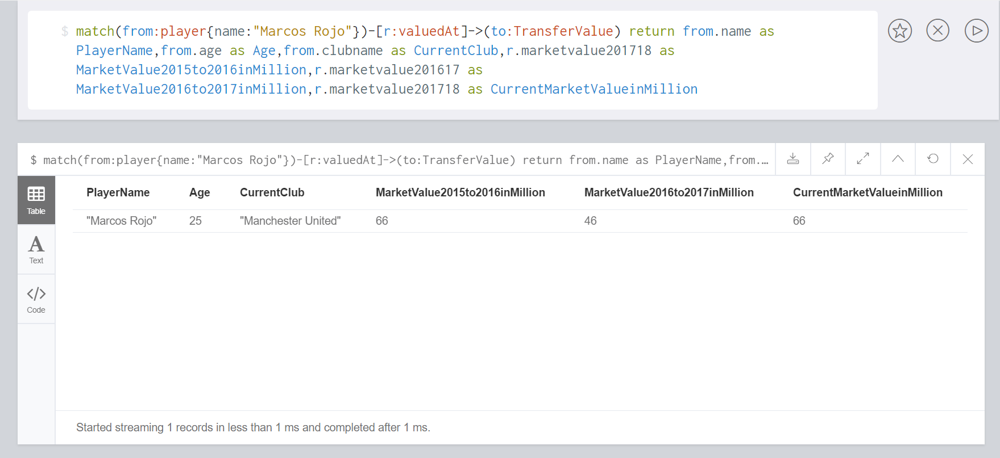 $ match(from:player{name:"Marcos Rojo"})-[r:valuedAt]->(to:TransferValue) return from.name as
PlayerName,from.age as Age,from.clubname as CurrentClub,r.marketvalue201718 as
MarketValue2015to2016inMillion,r.marketvalue201617 as
MarketValue2016to2017inMillion,r.marketvalue201718 as CurrentMarketValueinMillion
$ match(from:player{name:"Marcos Rojo"})-[r:valuedAt]->(to:TransferValue) return from.name as PlayerName,from.…
PlayerName Age CurrentClub MarketValue2015to2016inMillion MarketValue2016to2017inMillion CurrentMarketValueinMillion
"Marcos Rojo" 25 "Manchester United" 66 46 66
Table
A
Text
</>
Code
Started streaming 1 records in less than 1 ms and completed after 1 ms.